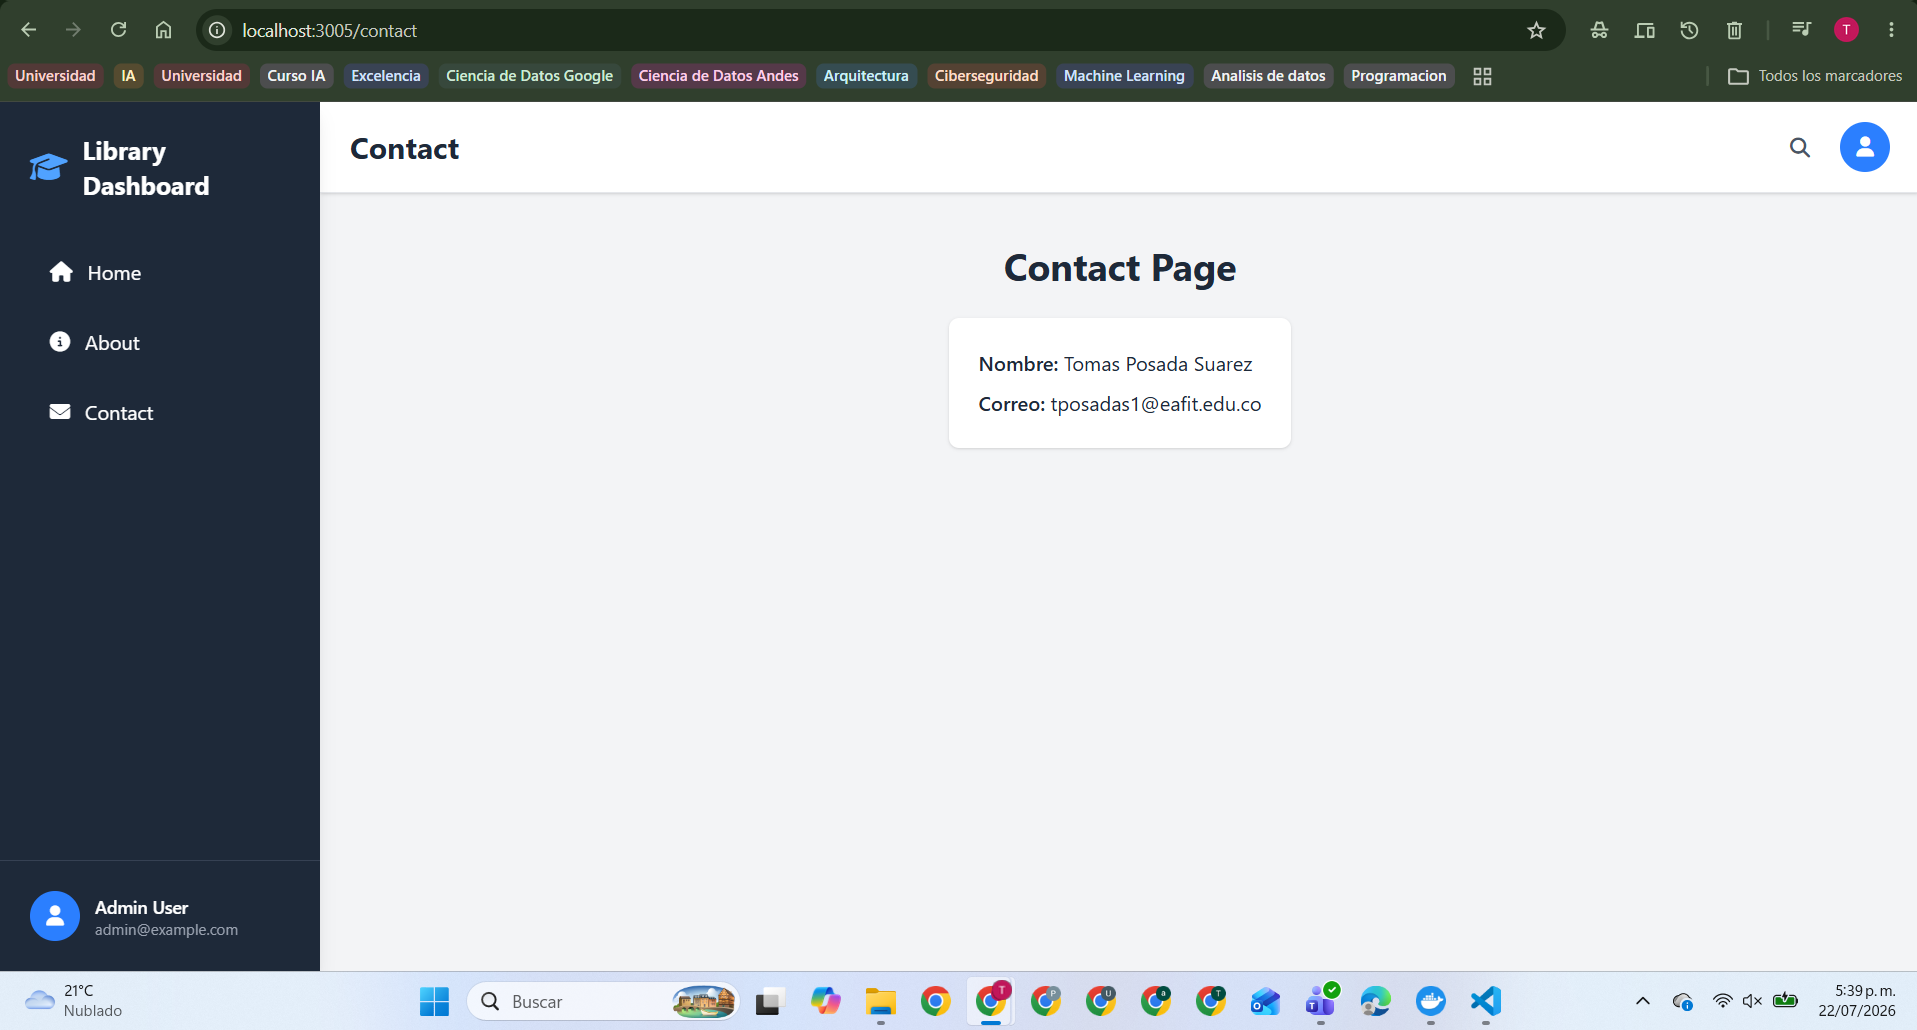 localhost:3005/contact
T
Universidad
IA
Universidad
Curso IA
Excelencia
Ciencia de Datos Google
Ciencia de Datos Andes
Arquitectura
Ciberseguridad
Machine Learning
Analisis de datos
Programacion
Todos los marcadores
Library
Dashboard
Contact
Home
About
Contact
Contact Page
Nombre: Tomas Posada Suarez
Correo: tposadas1@eafit.edu.co
Admin User
admin@example.com
21°C
Nublado
Buscar
T
P
U
a
T
5:39 p. m.
22/07/2026